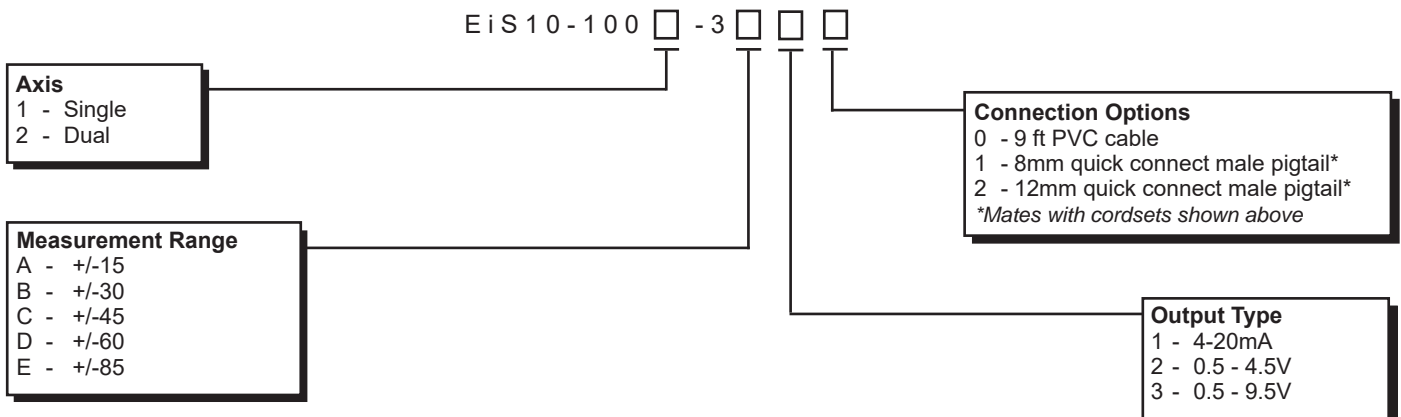 EiS10-100□-3□□□
Axis
1 - Single
2 - Dual
Measurement Range
A - +/-15
B - +/-30
C - +/-45
D - +/-60
E - +/-85
Connection Options
0 - 9 ft PVC cable
1 - 8mm quick connect male pigtail*
2 - 12mm quick connect male pigtail*
*Mates with cordsets shown above
Output Type
1 - 4-20mA
2 - 0.5 - 4.5V
3 - 0.5 - 9.5V